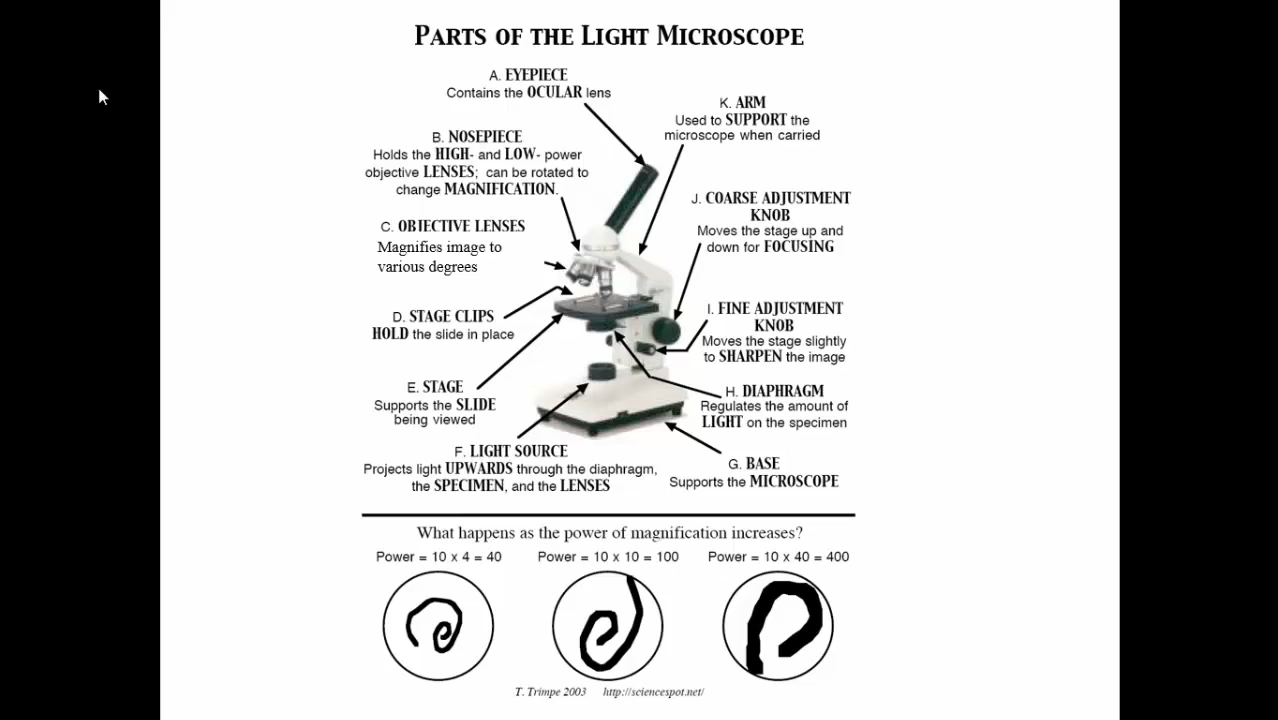 PARTS OF THE LIGHT MICROSCOPE
A. EYEPIECE
Contains the OCULAR lens
B. NOSEPIECE
Holds the HIGH- and LOW- power
objective LENSES; can be rotated to
change MAGNIFICATION.
C. OBJECTIVE LENSES
Magnifies image to
various degrees
D. STAGE CLIPS
HOLD the slide in place
E. STAGE
Supports the SLIDE
being viewed
F. LIGHT SOURCE
Projects light UPWARDS through the diaphragm,
the SPECIMEN, and the LENSES
K. ARM
Used to SUPPORT the
microscope when carried
J. COARSE ADJUSTMENT
KNOB
Moves the stage up and
down for FOCUSING
I. FINE ADJUSTMENT
KNOB
Moves the stage slightly
to SHARPEN the image
H. DIAPHRAGM
Regulates the amount of
LIGHT on the specimen
G. BASE
Supports the MICROSCOPE
What happens as the power of magnification increases?
Power = 10 x 4 = 40
Power = 10 x 10 = 100
Power = 10 x 40 = 400
T. Trimpe 2003 http://sciencespot.net/